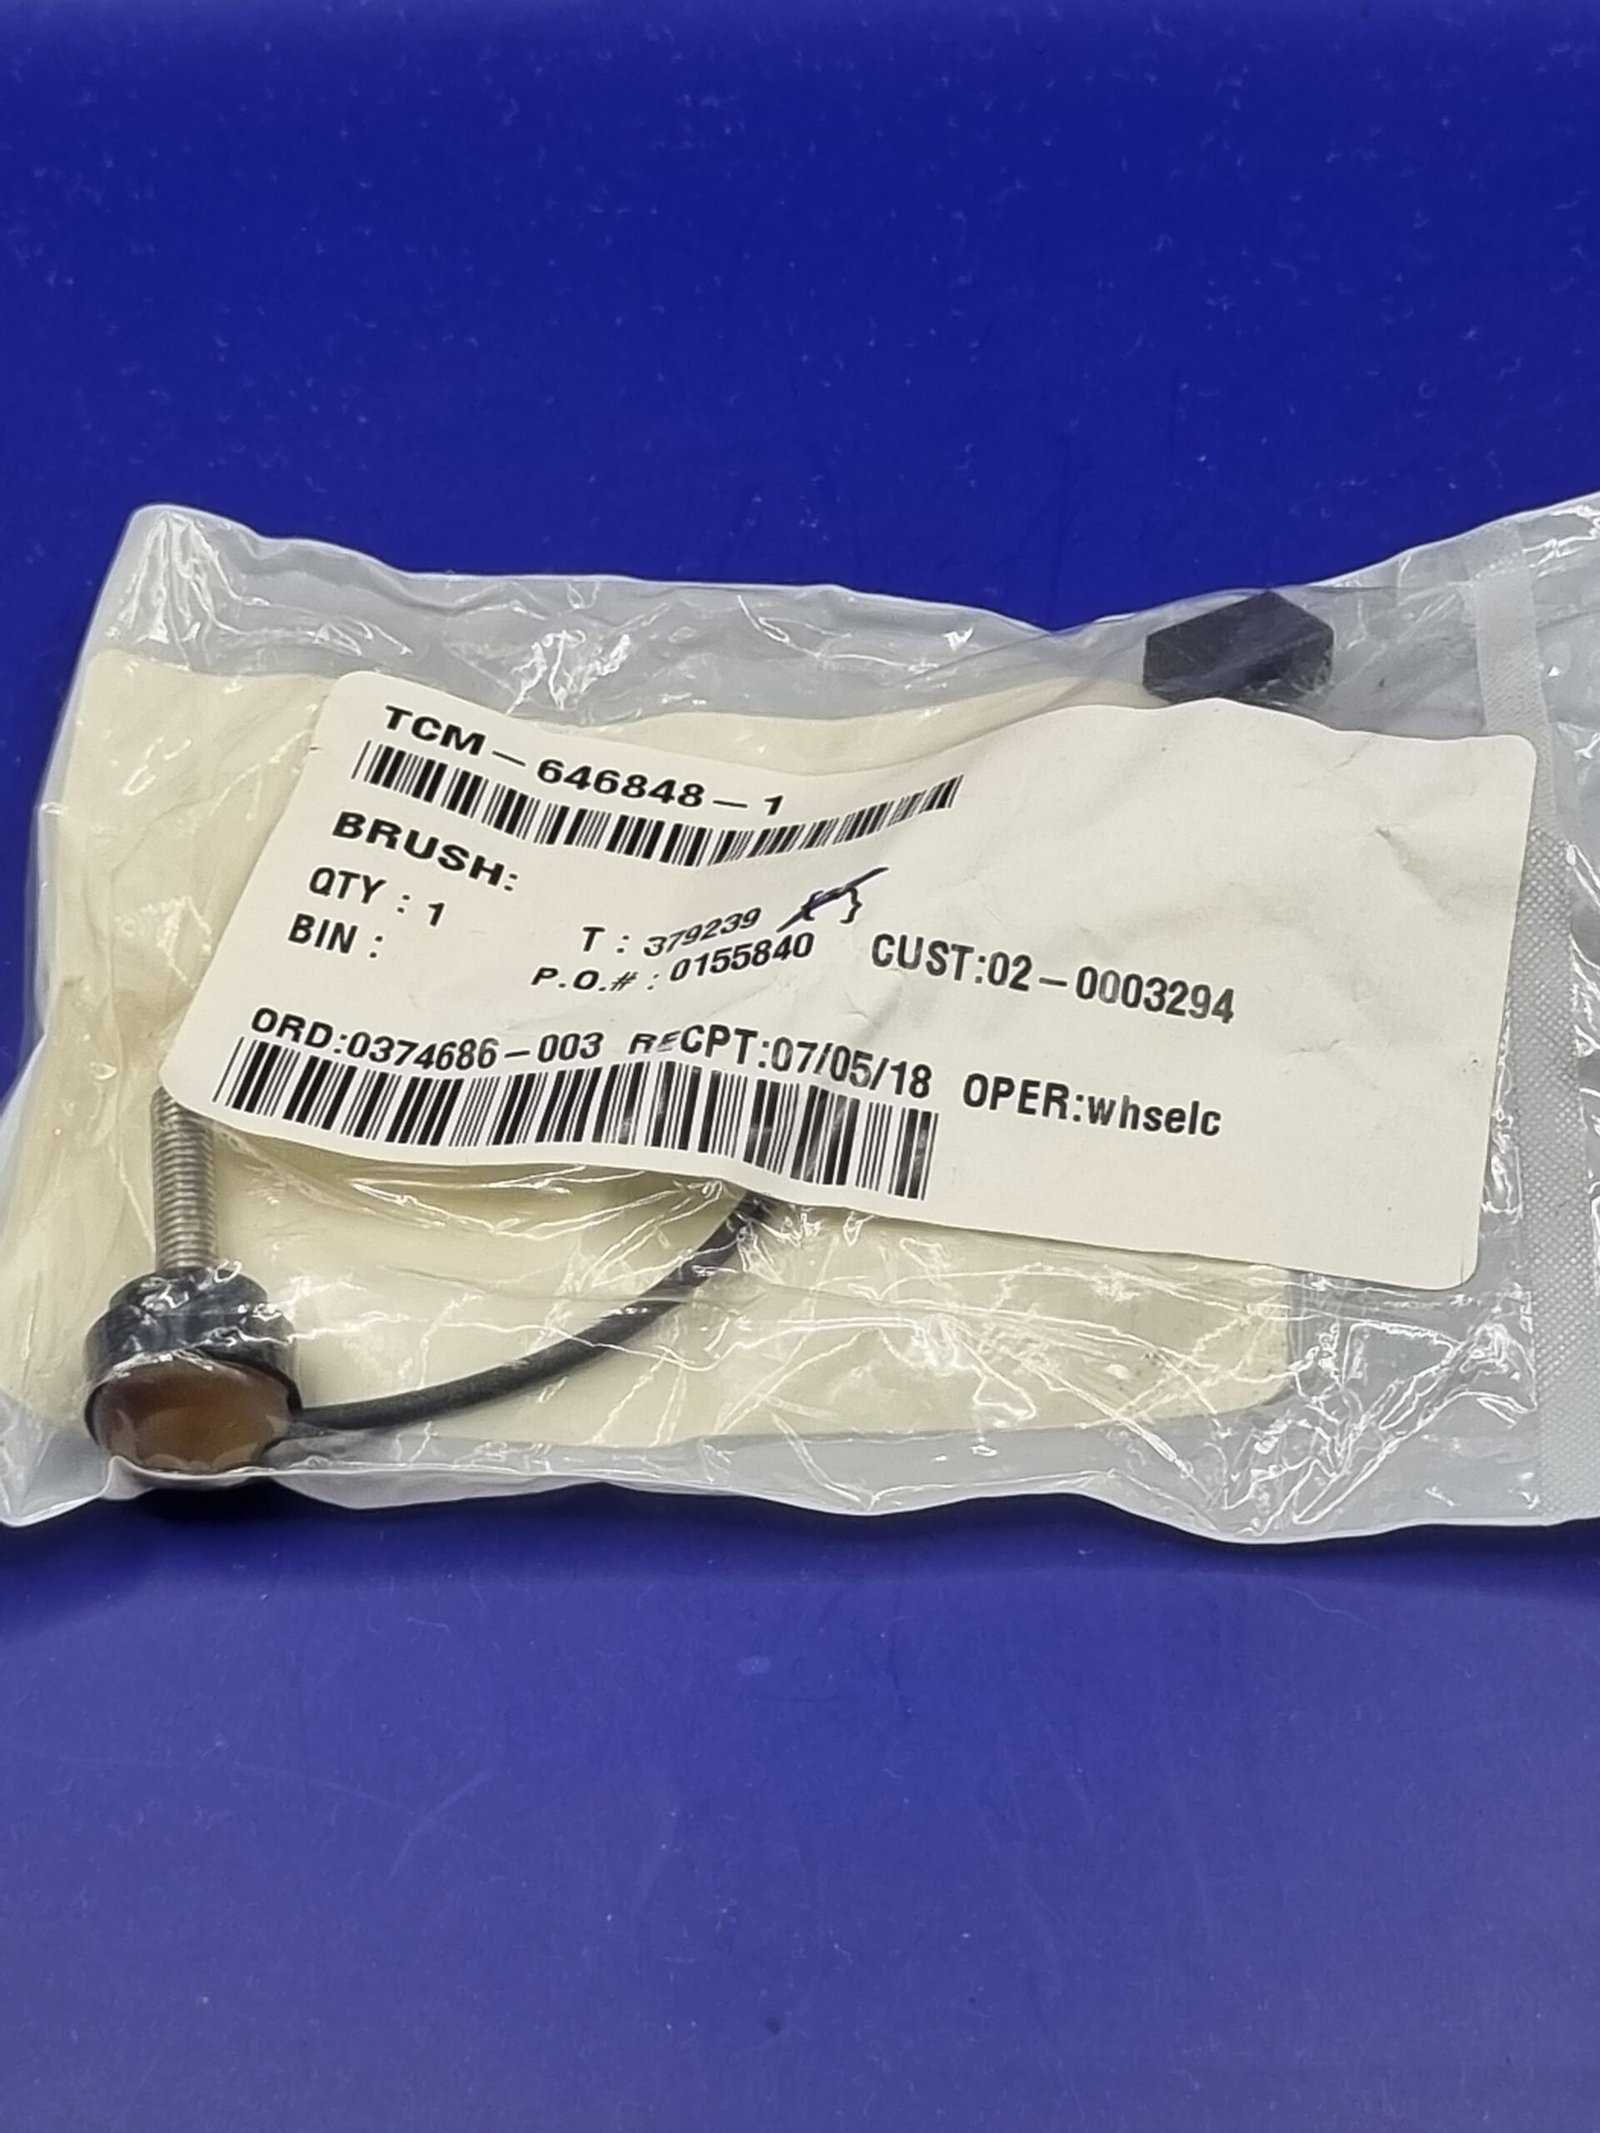 TCM-646848-1
BRUSH:
QTY : 1
BIN :
T : 379239
P.O.# : 0155840
CUST:02-0003294
ORD:0374686-003 RECPT:07/05/18 OPER:whselc